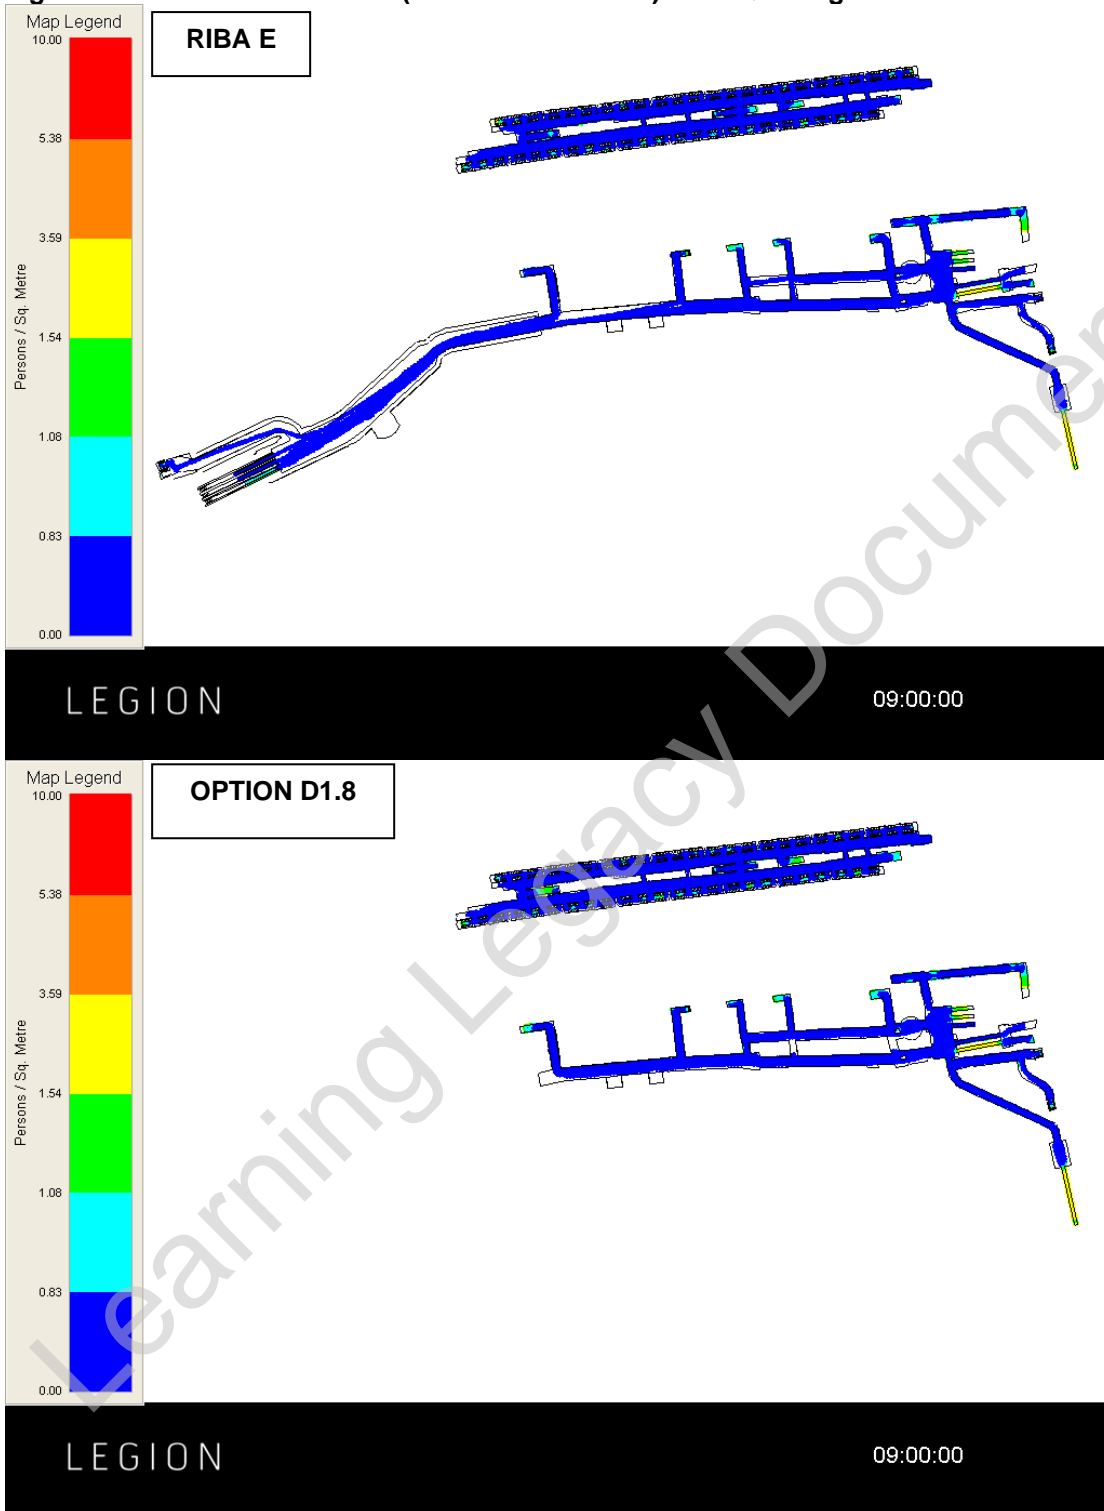 Map Legend
10.00
5.38
3.59
1.54
1.08
0.83
0.00
Persons / Sq. Metre
RIBA E
LEGION
09:00:00
Map Legend
10.00
5.38
3.59
1.54
1.08
0.83
0.00
Persons / Sq. Metre
OPTION D1.8
LEGION
09:00:00
Learning Legacy Documen